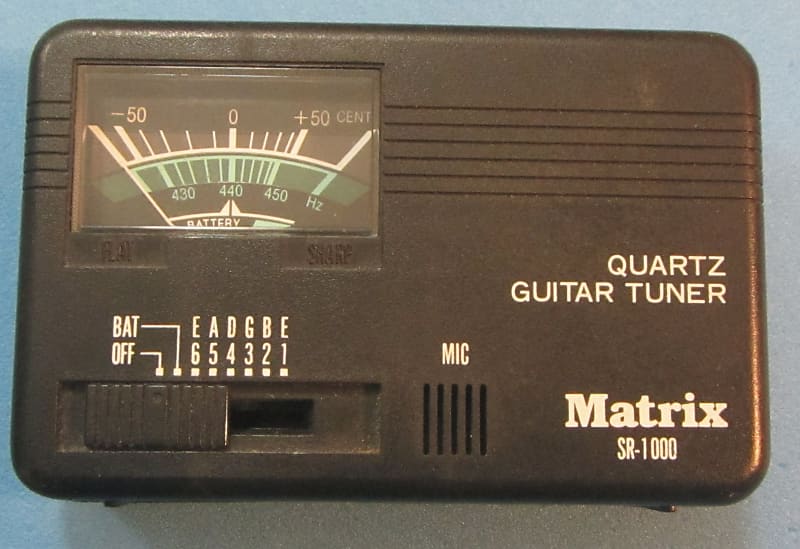 -50 0 +50 CENT
430 440 450 Hz
BATTERY
FLAT SHARP
QUARTZ
GUITAR TUNER
BAT E A D G B E
OFF 6 5 4 3 2 1
MIC
Matrix
SR-1000